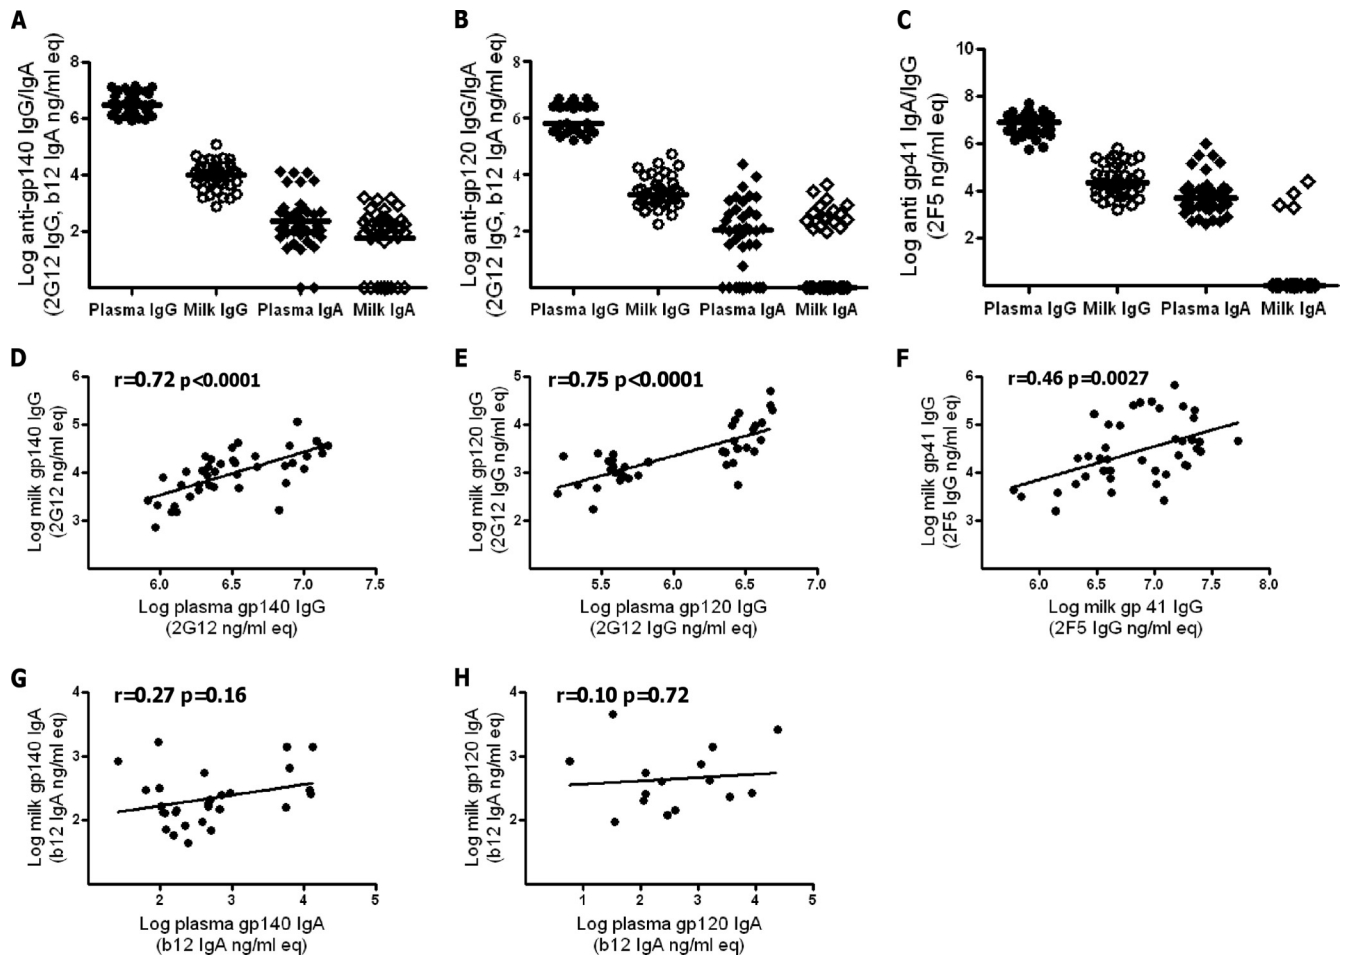 A
Log anti-gp140 IgG/IgA
(2G12 IgG, b12 IgA ng/ml eq)
8
6
4
2
Plasma IgG Milk IgG Plasma IgA Milk IgA
B
Log anti-gp120 IgG/IgA
(2G12 IgG, b12 IgA ng/ml eq)
8
6
4
2
Plasma IgG Milk IgG Plasma IgA Milk IgA
C
Log anti gp41 IgA/IgG
(2F5 ng/ml eq)
10
8
6
4
2
Plasma IgG Milk IgG Plasma IgA Milk IgA
D
r=0.72 p<0.0001
Log milk gp140 IgG
(2G12 ng/ml eq)
6
5
4
3
6.0 6.5 7.0 7.5
Log plasma gp140 IgG
(2G12 ng/ml eq)
E
r=0.75 p<0.0001
Log milk gp120 IgG
(2G12 IgG ng/ml eq)
5
4
3
2
5.5 6.0 6.5 7.0
Log plasma gp120 IgG
(2G12 IgG ng/ml eq)
F
r=0.46 p=0.0027
Log milk gp41 IgG
(2F5 IgG ng/ml eq)
6
5
4
3
6.0 6.5 7.0 7.5 8.0
Log milk gp 41 IgG
(2F5 IgG ng/ml eq)
G
r=0.27 p=0.16
Log milk gp140 IgA
(b12 IgA ng/ml eq)
4
3
2
2 3 4 5
Log plasma gp140 IgA
(b12 IgA ng/ml eq)
H
r=0.10 p=0.72
Log milk gp120 IgA
(b12 IgA ng/ml eq)
4
3
2
1 2 3 4 5
Log plasma gp120 IgA
(b12 IgA ng/ml eq)